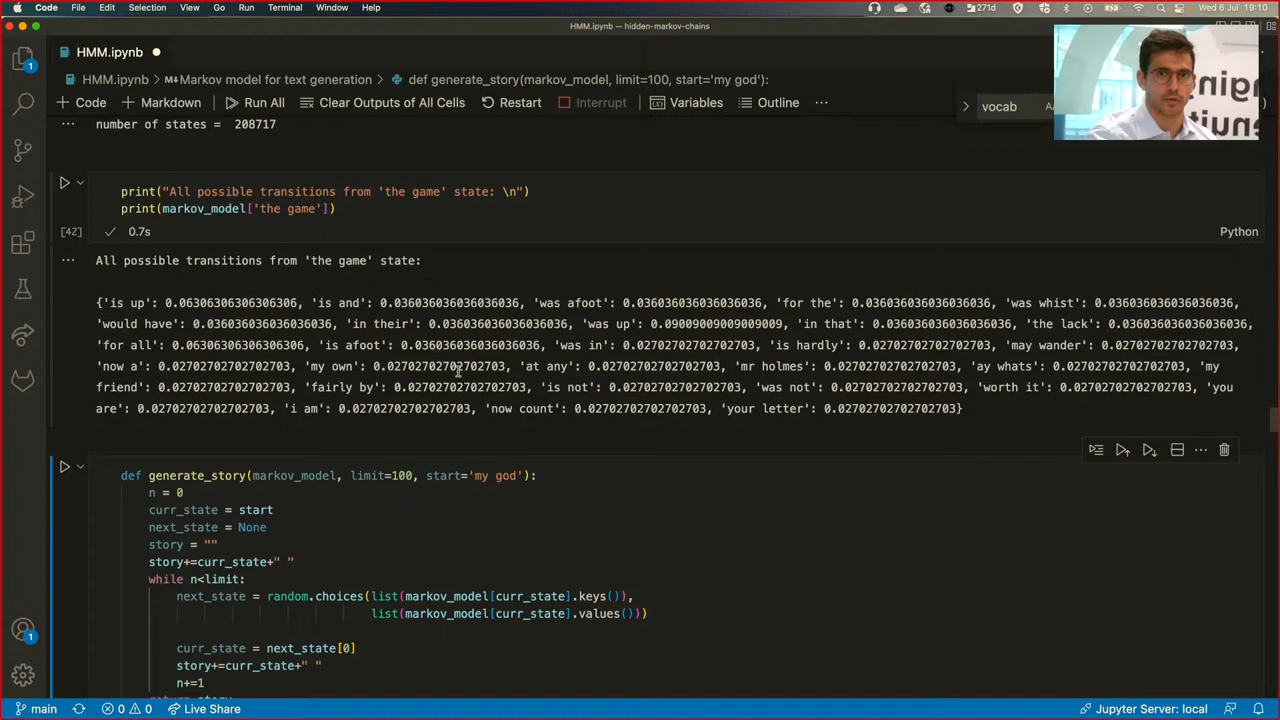 Code File Edit Selection View Go Run Terminal Window Help 271d Wed 6 Jul 19:10
HMM.ipynb — hidden-markov-chains
HMM.ipynb
HMM.ipynb > Markov model for text generation > def generate_story(markov_model, limit=100, start='my god'):
+ Code + Markdown Run All Clear Outputs of All Cells Restart Interrupt Variables Outline ···
vocab
number of states =  208717
print("All possible transitions from 'the game' state: \n")
print(markov_model['the game'])
[42] 0.7s Python
All possible transitions from 'the game' state:
{'is up': 0.06306306306306306, 'is and': 0.036036036036036036, 'was afoot': 0.036036036036036036, 'for the': 0.036036036036036036, 'was whist': 0.036036036036036036,
'would have': 0.036036036036036036, 'in their': 0.036036036036036036, 'was up': 0.09009009009009009, 'in that': 0.036036036036036036, 'the lack': 0.036036036036036036,
'for all': 0.06306306306306306, 'is afoot': 0.036036036036036036, 'was in': 0.02702702702702703, 'is hardly': 0.02702702702702703, 'may wander': 0.02702702702702703,
'now a': 0.02702702702702703, 'my own': 0.02702702702702703, 'at any': 0.02702702702702703, 'mr holmes': 0.02702702702702703, 'ay whats': 0.02702702702702703, 'my
friend': 0.02702702702702703, 'fairly by': 0.02702702702702703, 'is not': 0.02702702702702703, 'was not': 0.02702702702702703, 'worth it': 0.02702702702702703, 'you
are': 0.02702702702702703, 'i am': 0.02702702702702703, 'now count': 0.02702702702702703, 'your letter': 0.02702702702702703}
def generate_story(markov_model, limit=100, start='my god'):
n = 0
curr_state = start
next_state = None
story = ""
story+=curr_state+" "
while n<limit:
next_state = random.choices(list(markov_model[curr_state].keys()),
list(markov_model[curr_state].values()))
curr_state = next_state[0]
story+=curr_state+" "
n+=1
return story
main 0 0 Live Share Jupyter Server: local